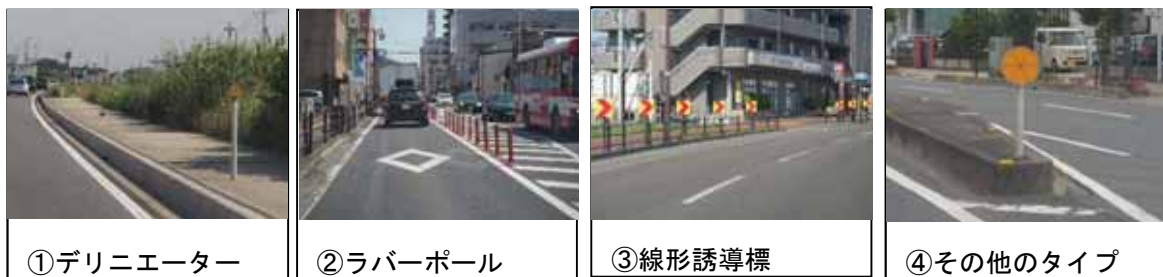 ①デリニエーター
②ラバーポール
③線形誘導標
④その他のタイプ